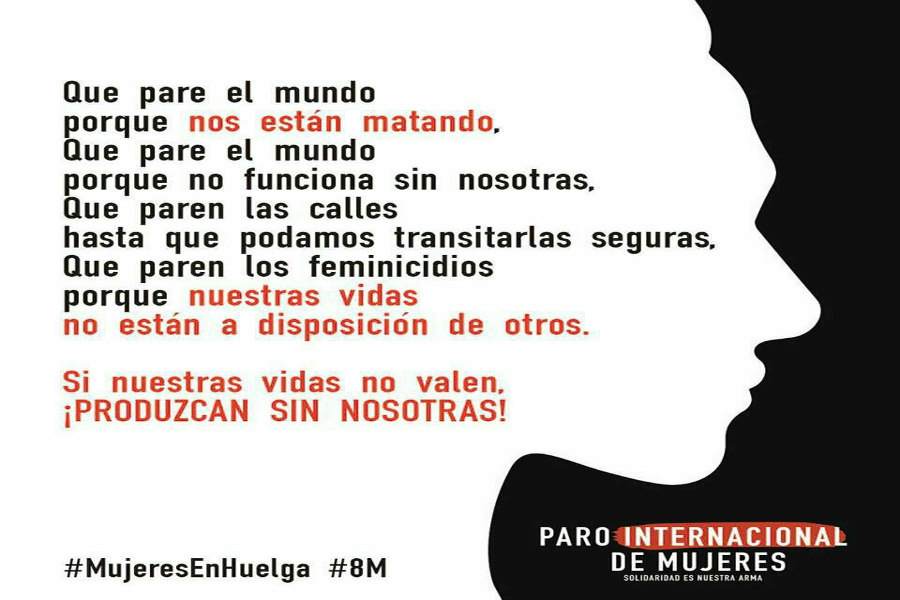 Que pare el mundo
porque nos están matando,
Que pare el mundo
porque no funciona sin nosotras,
Que paren las calles
hasta que podamos transitarlas seguras,
Que paren los feminicidios
porque nuestras vidas
no están a disposición de otros.
Si nuestras vidas no valen,
¡PRODUZCAN SIN NOSOTRAS!
#MujeresEnHuelga #8M
PARO INTERNACIONAL
DE MUJERES
SOLIDARIDAD ES NUESTRA ARMA